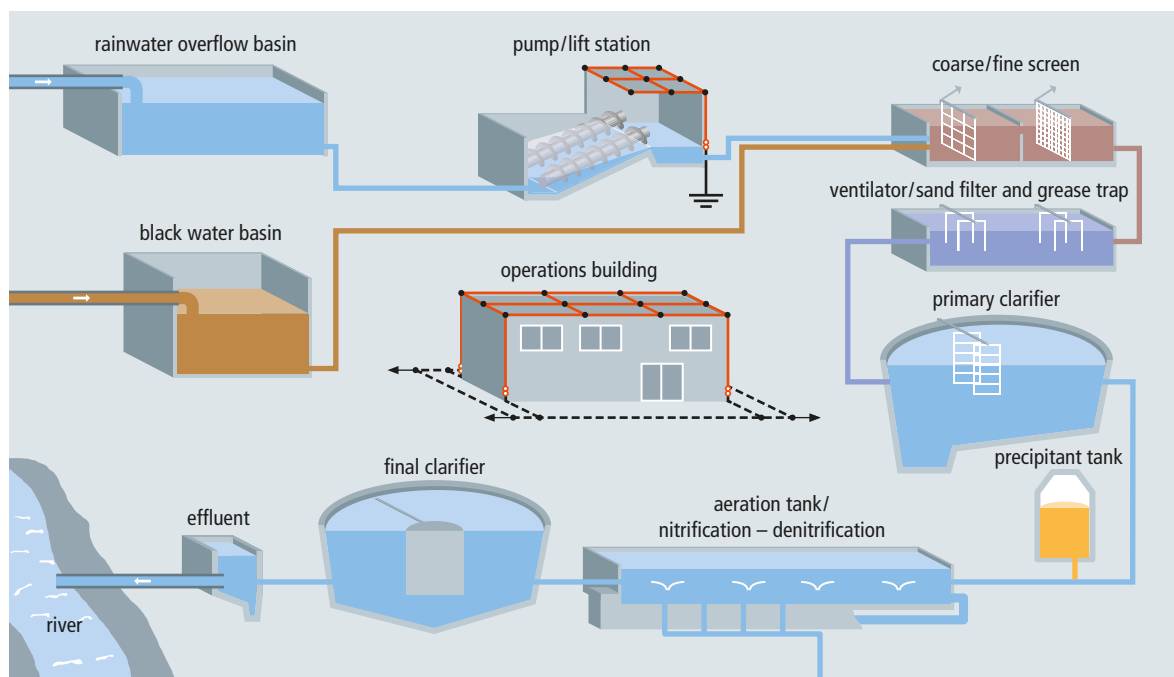 rainwater overflow basin
pump/lift station
coarse/fine screen
ventilator/sand filter and grease trap
black water basin
operations building
primary clarifier
precipitant tank
final clarifier
aeration tank/
nitrification – denitrification
effluent
river